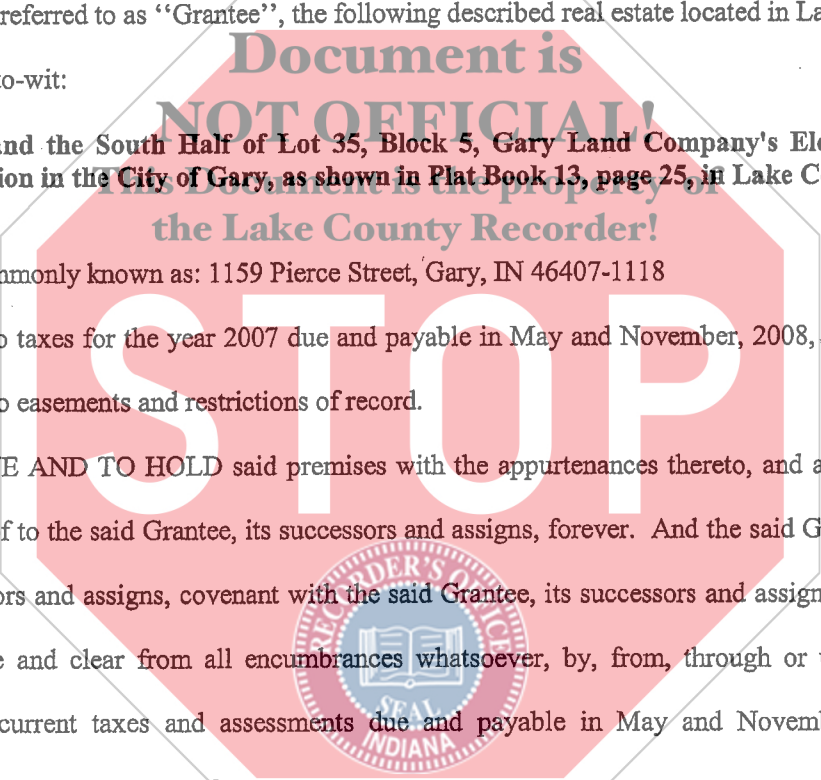 referred to as “Grantee”, the following described real estate located in La
o-wit:
Document is
NOT OFFICIAL!
nd the South Half of Lot 35, Block 5, Gary Land Company's Ele
ion in the City of Gary, as shown in Plat Book 13, page 25, in Lake C
This Document is the property of
the Lake County Recorder!
mmonly known as: 1159 Pierce Street, Gary, IN 46407-1118
o taxes for the year 2007 due and payable in May and November, 2008,
o easements and restrictions of record.
STOP
E AND TO HOLD said premises with the appurtenances thereto, and a
f to the said Grantee, its successors and assigns, forever. And the said G
ors and assigns, covenant with the said Grantee, its successors and assign
e and clear from all encumbrances whatsoever, by, from, through or
current taxes and assessments due and payable in May and Novem
RECORDER'S OFFICE
SEAL
INDIANA